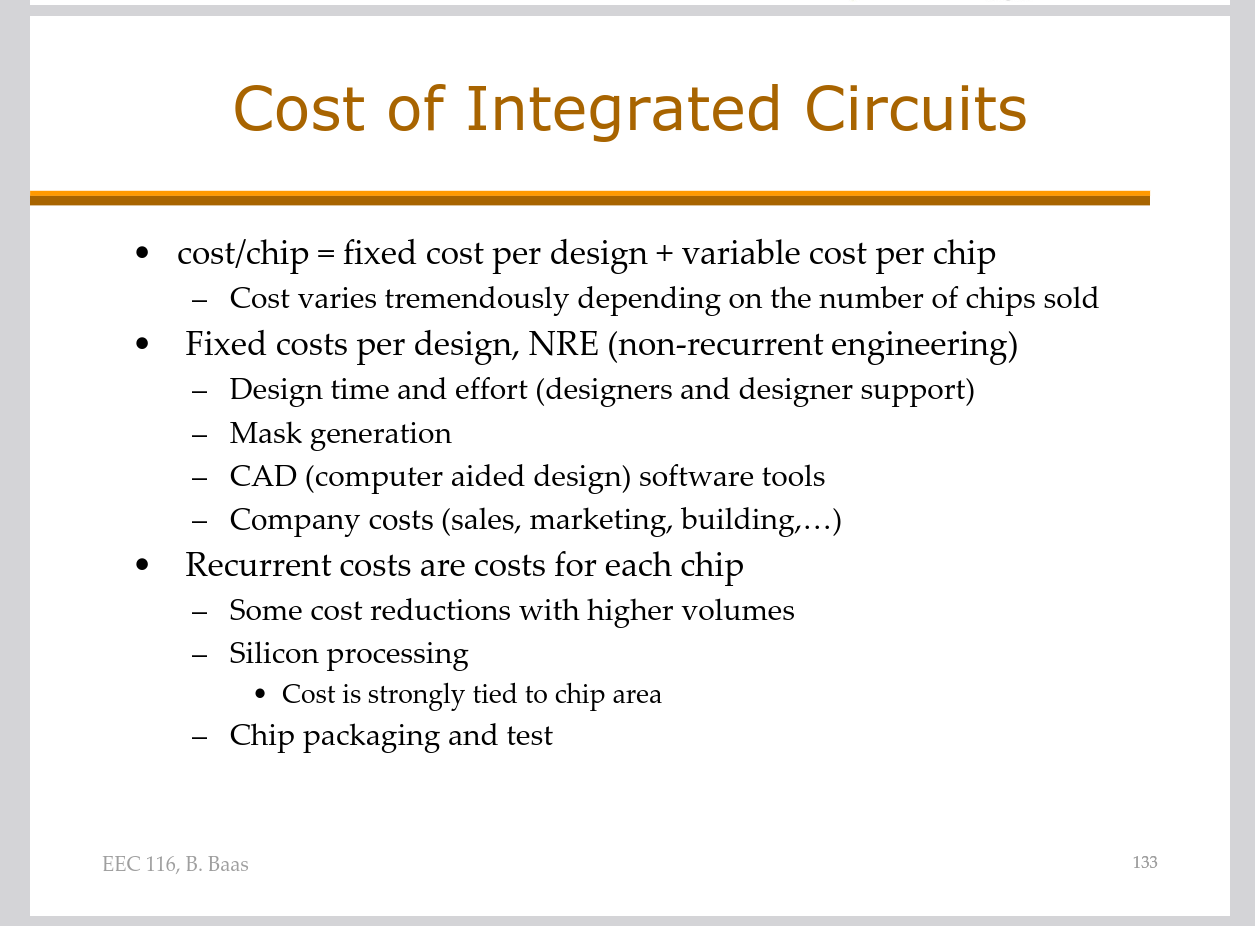 Cost of Integrated Circuits
• cost/chip = fixed cost per design + variable cost per chip
– Cost varies tremendously depending on the number of chips sold
• Fixed costs per design, NRE (non-recurrent engineering)
– Design time and effort (designers and designer support)
– Mask generation
– CAD (computer aided design) software tools
– Company costs (sales, marketing, building,…)
• Recurrent costs are costs for each chip
– Some cost reductions with higher volumes
– Silicon processing
• Cost is strongly tied to chip area
– Chip packaging and test
EEC 116, B. Baas
133